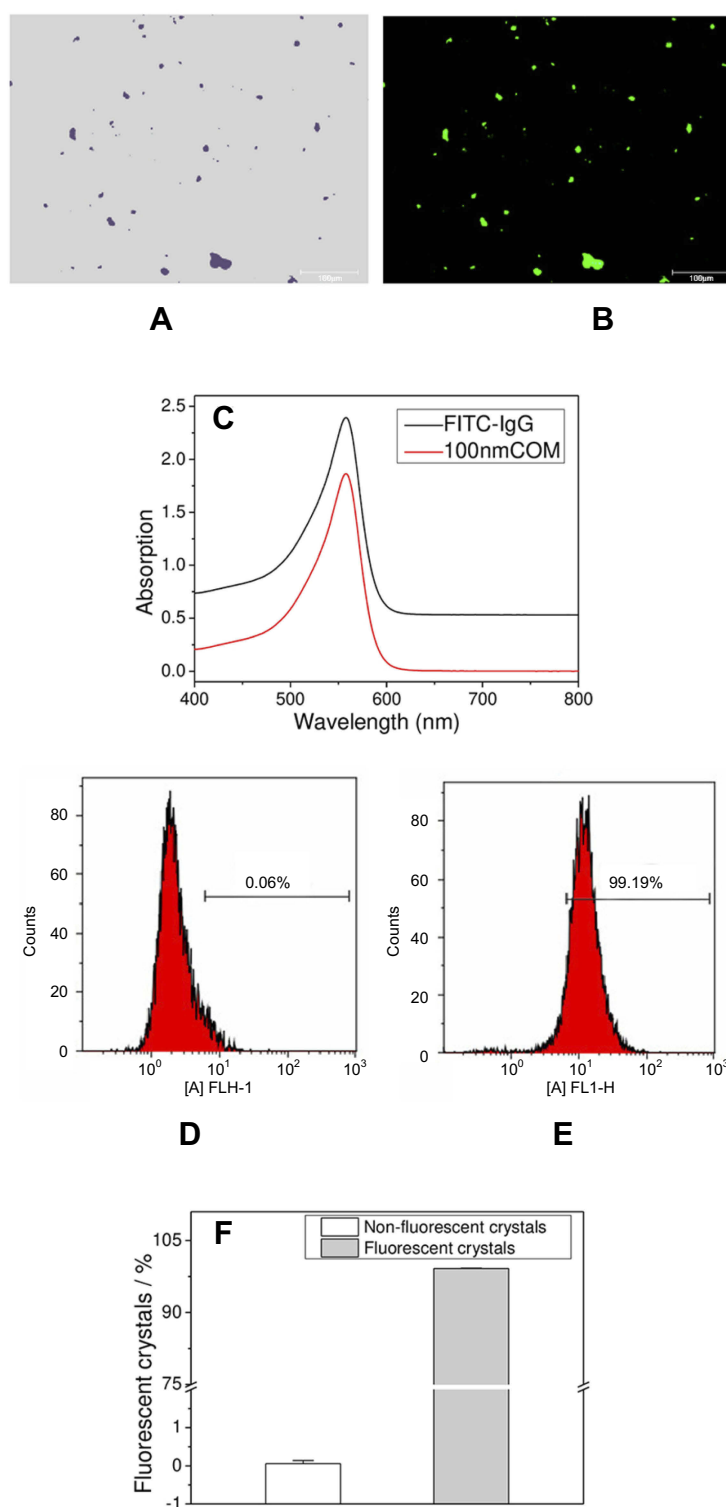 100μm
100μm
A
B
C
FITC-IgG
100nmCOM
2.5
2.0
1.5
1.0
0.5
0.0
Absorption
400
500
600
700
800
Wavelength (nm)
80
60
40
20
0
Counts
0.06%
10⁰
10¹
10²
10³
[A] FLH-1
80
60
40
20
0
Counts
99.19%
10⁰
10¹
10²
10³
[A] FL1-H
D
E
F
Non-fluorescent crystals
Fluorescent crystals
105
90
75
1
0
-1
Fluorescent crystals / %